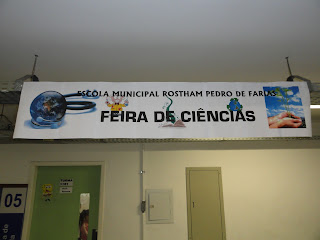 ESCOLA MUNICIPAL ROSTHAM PEDRO DE FARIAS
FEIRA DE CIÊNCIAS
05